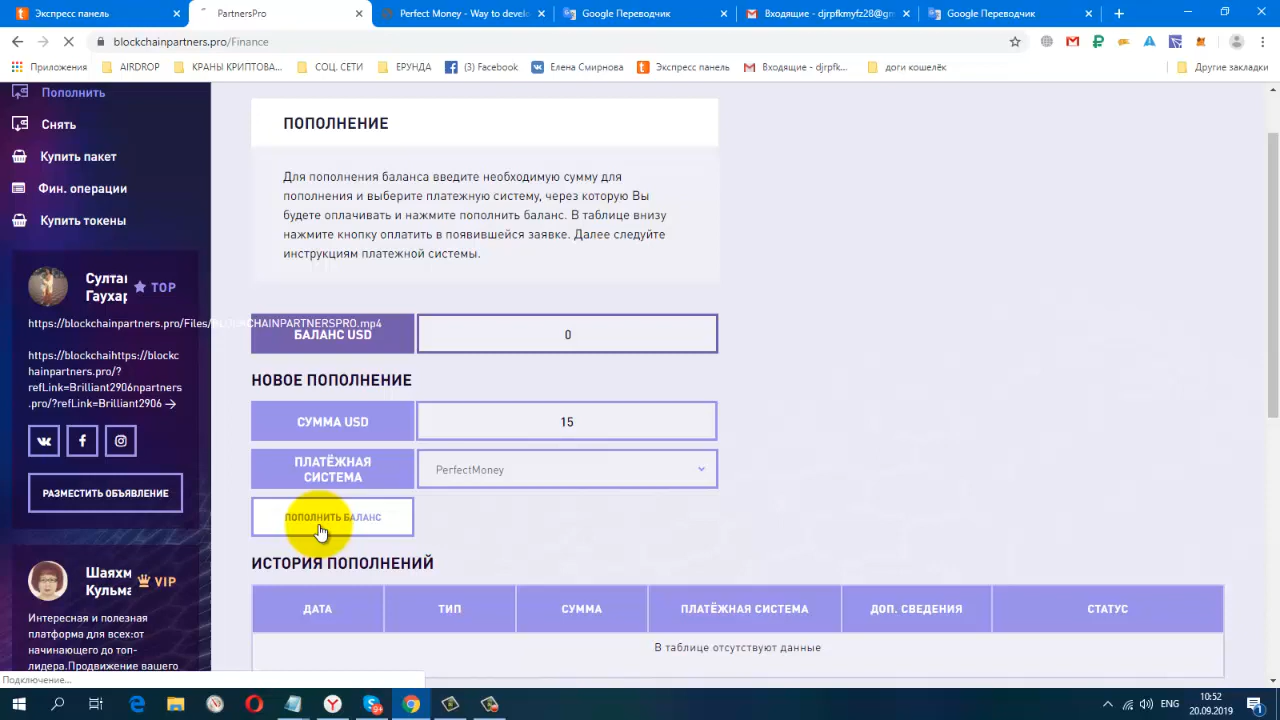 Экспресс панель
PartnersPro
Perfect Money - Way to develo
Google Переводчик
Входящие - djrpfkmyfz28@gm
Google Переводчик
blockchainpartners.pro/Finance
Приложения
AIRDROP
КРАНЫ КРИПТОВА...
СОЦ. СЕТИ
ЕРУНДА
(3) Facebook
Елена Смирнова
Экспресс панель
Входящие - djrpfk...
доги кошелёк
Другие закладки
Пополнить
Снять
Купить пакет
Фин. операции
Купить токены
Султа
Гаухар
TOP
https://blockchainpartners.pro/Files/BLOCKCHAINPARTNERSPRO.mp4
https://blockchaihttps://blockc
hainpartners.pro/?
refLink=Brilliant2906npartners
.pro/?refLink=Brilliant2906
РАЗМЕСТИТЬ ОБЪЯВЛЕНИЕ
Шаяхм
Кульма
VIP
Интересная и полезная
платформа для всех:от
начинающего до топ-
лидера.Продвижение вашего
ПОПОЛНЕНИЕ
Для пополнения баланса введите необходимую сумму для
пополнения и выберите платежную систему, через которую Вы
будете оплачивать и нажмите пополнить баланс. В таблице внизу
нажмите кнопку оплатить в появившейся заявке. Далее следуйте
инструкциям платежной системы.
БАЛАНС USD
0
НОВОЕ ПОПОЛНЕНИЕ
СУММА USD
15
ПЛАТЁЖНАЯ
СИСТЕМА
PerfectMoney
ПОПОЛНИТЬ БАЛАНС
ИСТОРИЯ ПОПОЛНЕНИЙ
ДАТА
ТИП
СУММА
ПЛАТЁЖНАЯ СИСТЕМА
ДОП. СВЕДЕНИЯ
СТАТУС
В таблице отсутствуют данные
Подключение...
ENG
10:52
20.09.2019